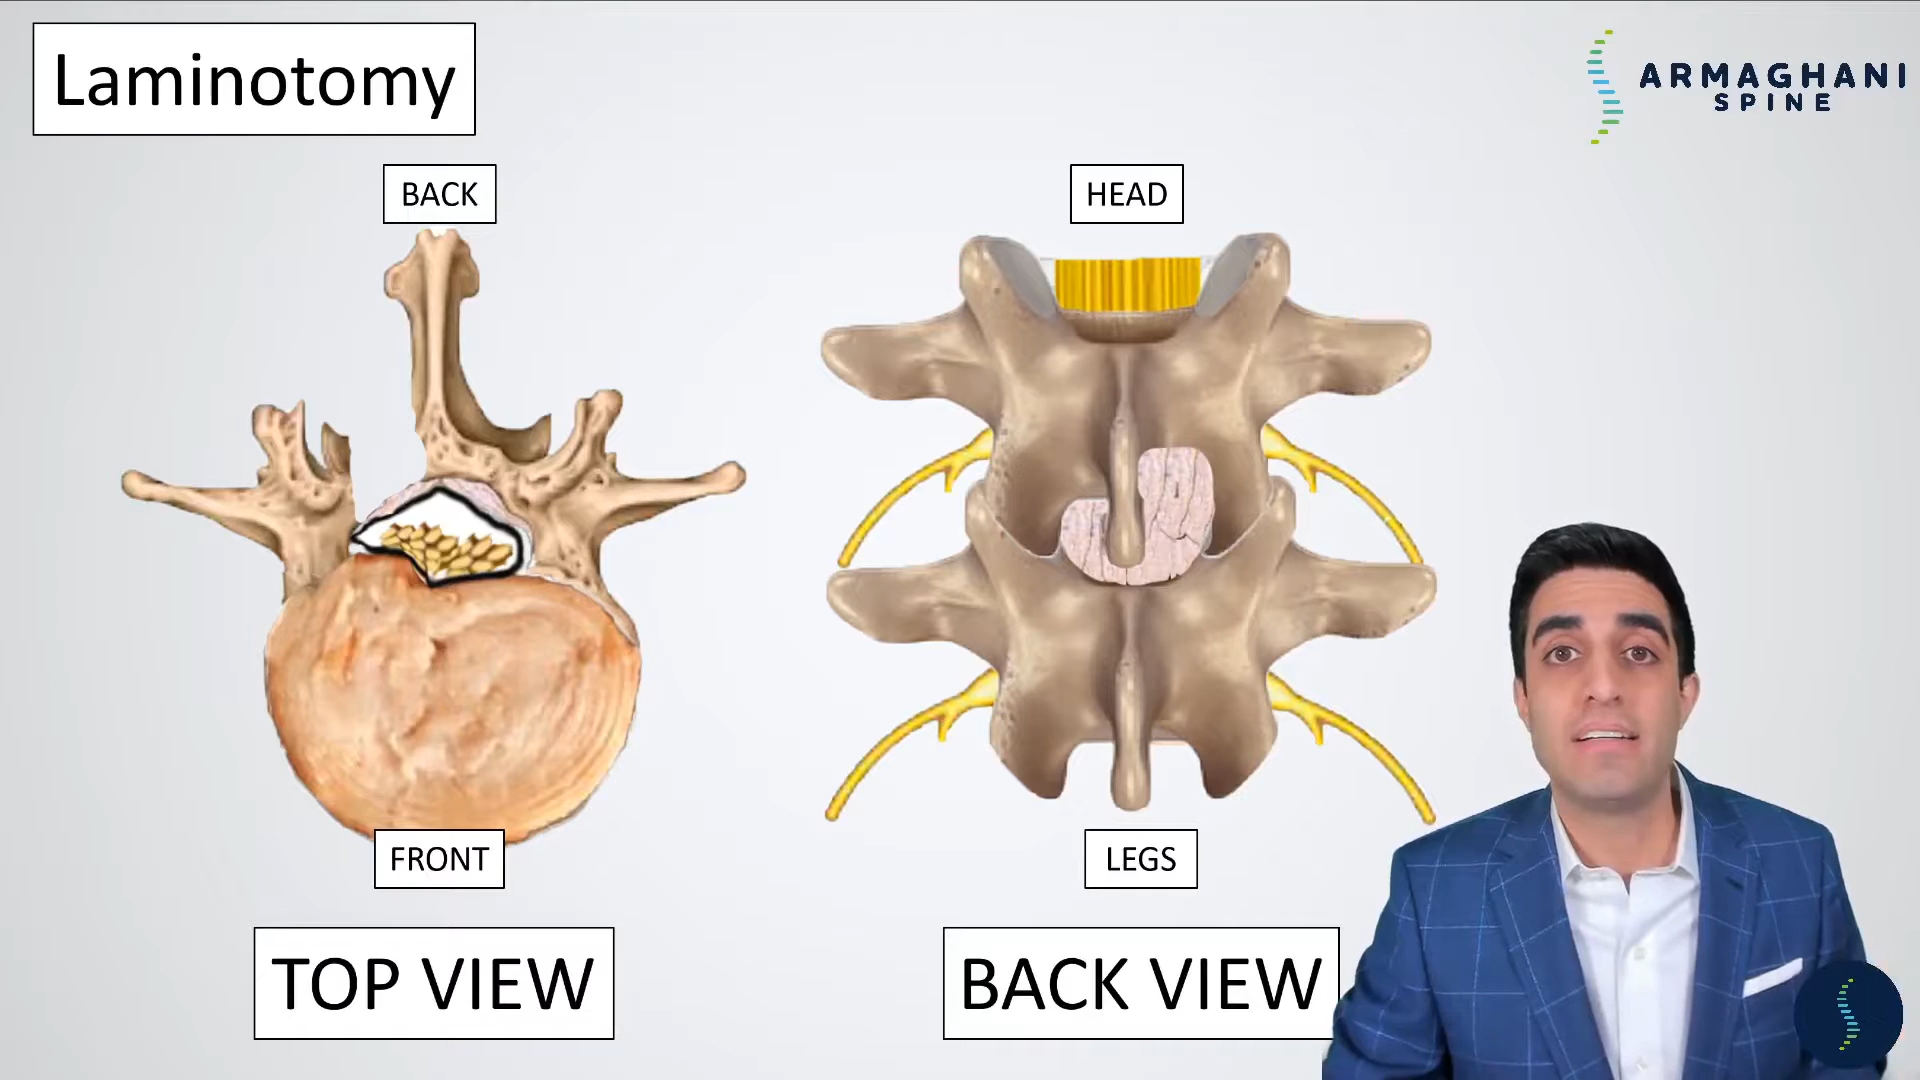 Laminotomy
ARMAGHANI
SPINE
BACK
HEAD
FRONT
LEGS
TOP VIEW
BACK VIEW